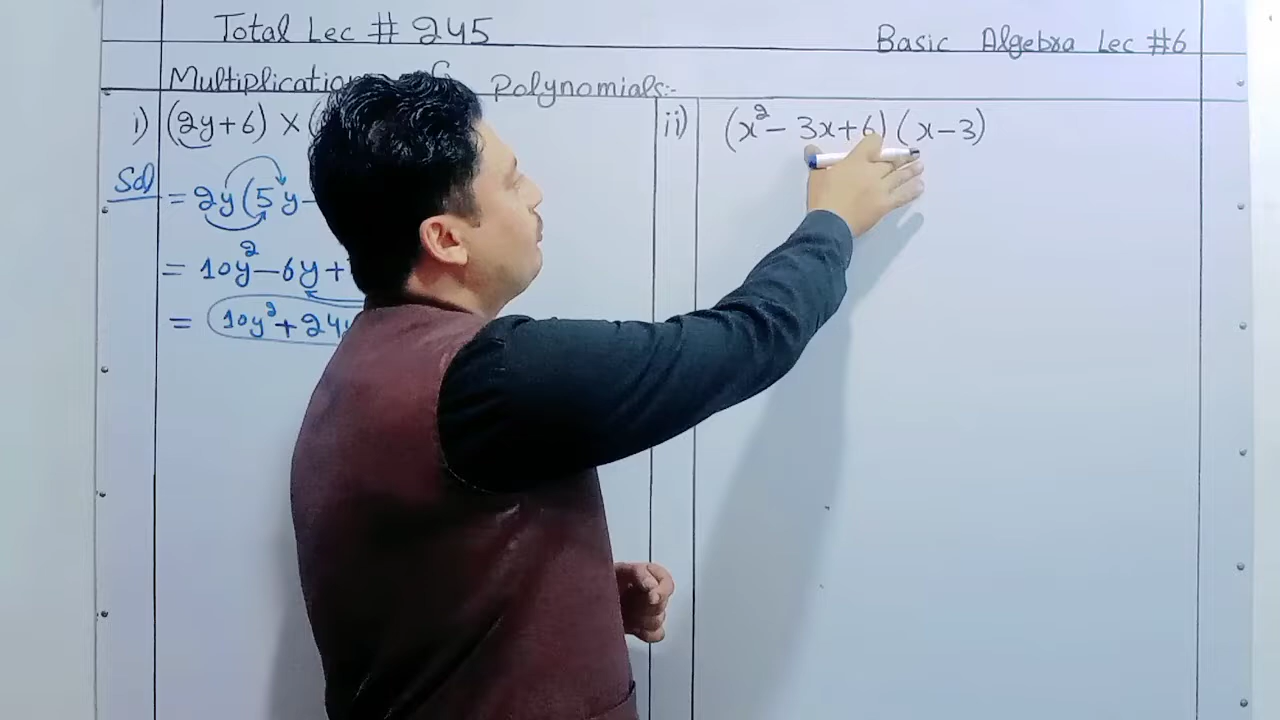 Total Lec # 245
Basic Algebra Lec #6
Multiplication Polynomials:-
i) (2y+6) × (
Sol
= 2y(5y-
= 10y²-6y+
= 10y²+24y
ii) (x²-3x+6)(x-3)